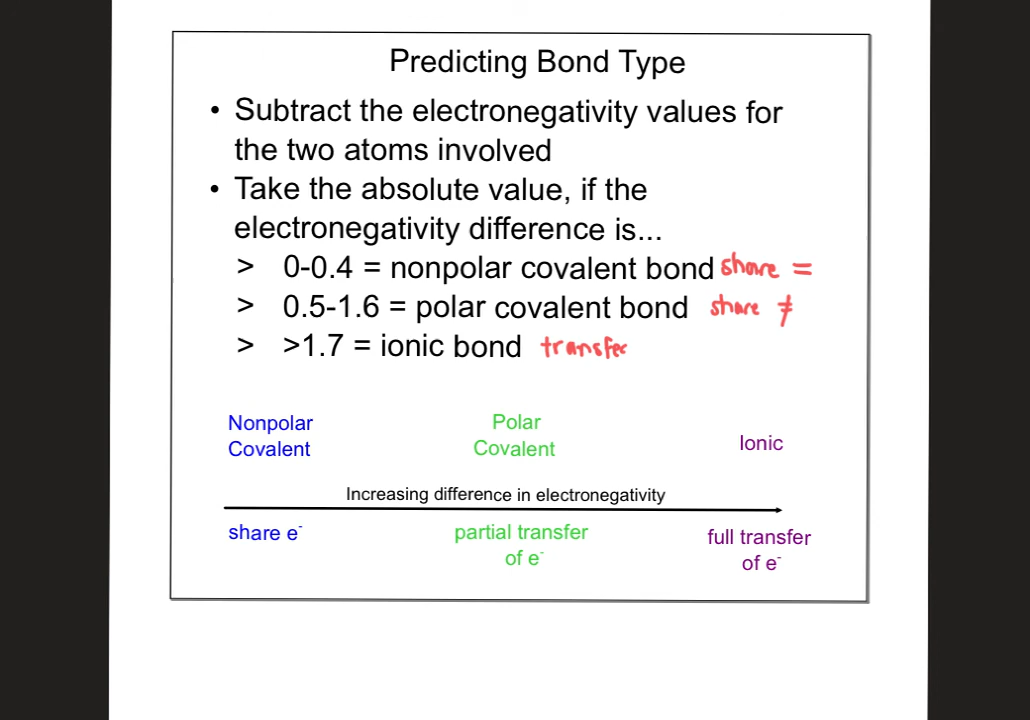 Predicting Bond Type
• Subtract the electronegativity values for
the two atoms involved
• Take the absolute value, if the
electronegativity difference is...
> 0-0.4 = nonpolar covalent bond share =
> 0.5-1.6 = polar covalent bond share ≠
> >1.7 = ionic bond transfer
Nonpolar
Covalent
Polar
Covalent
Ionic
Increasing difference in electronegativity
share e⁻
partial transfer
of e⁻
full transfer
of e⁻